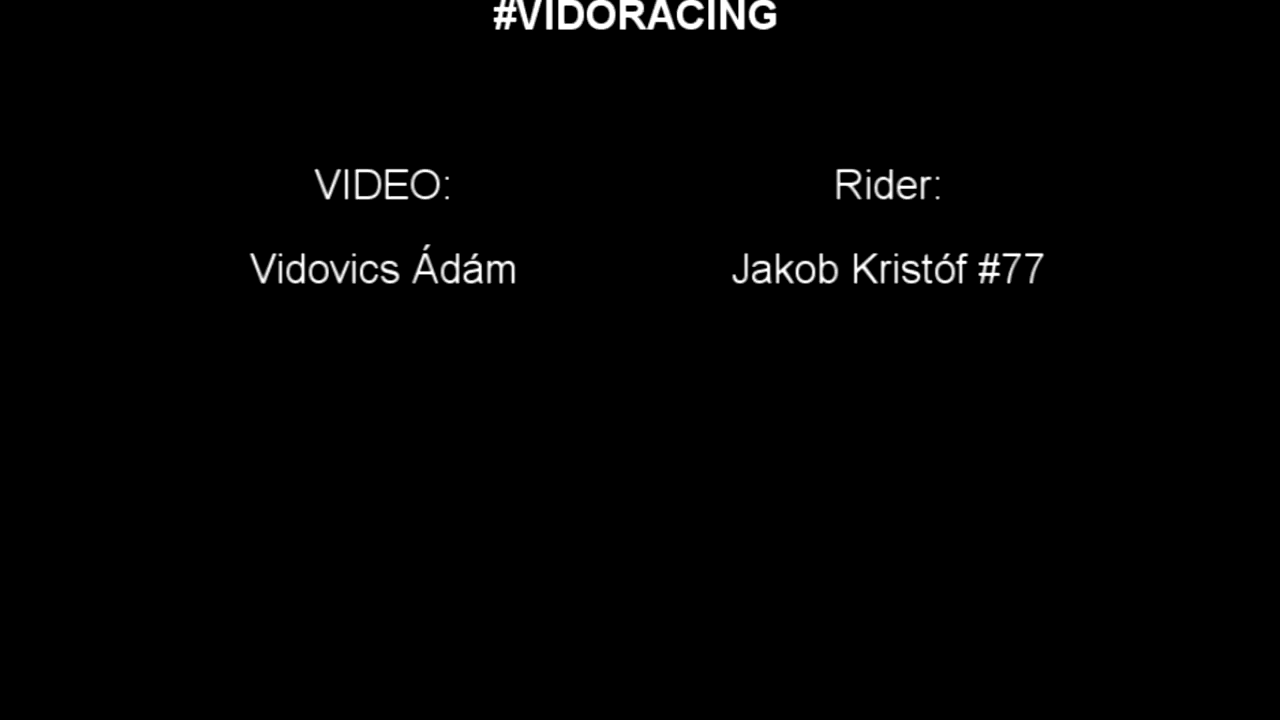 #VIDORACING
VIDEO:
Rider:
Vidovics Ádám
Jakob Kristóf #77